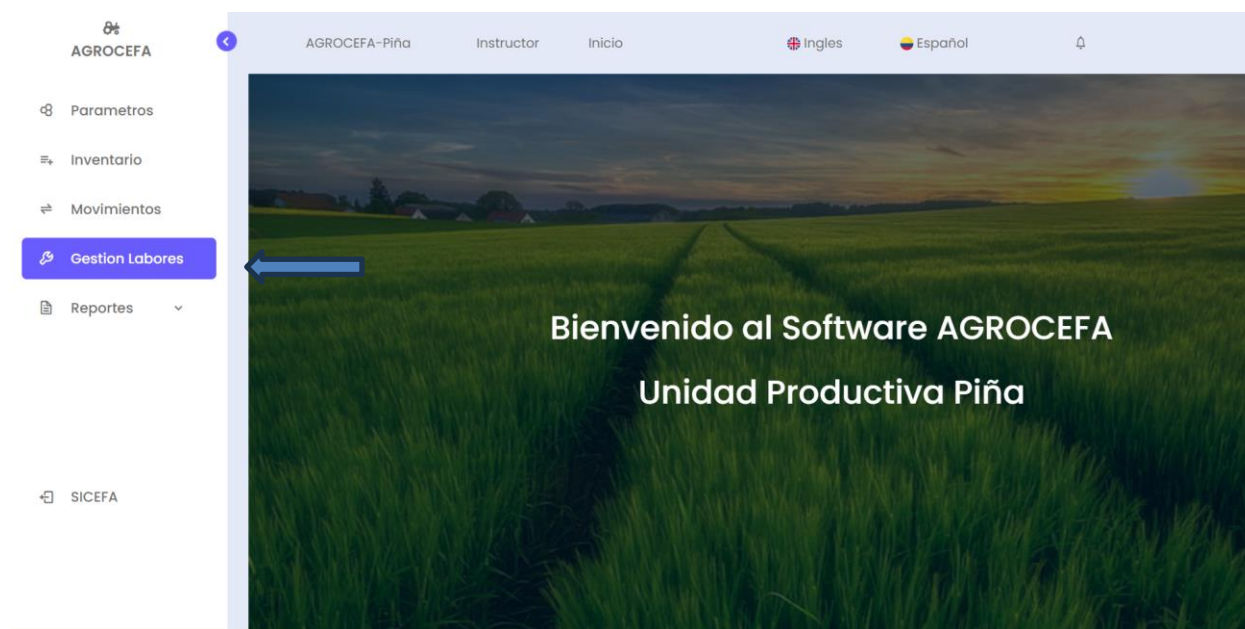 AGROCEFA
AGROCEFA-Piña Instructor Inicio Ingles Español
Parametros
Inventario
Movimientos
Gestion Labores
Reportes
SICEFA
Bienvenido al Software AGROCEFA
Unidad Productiva Piña